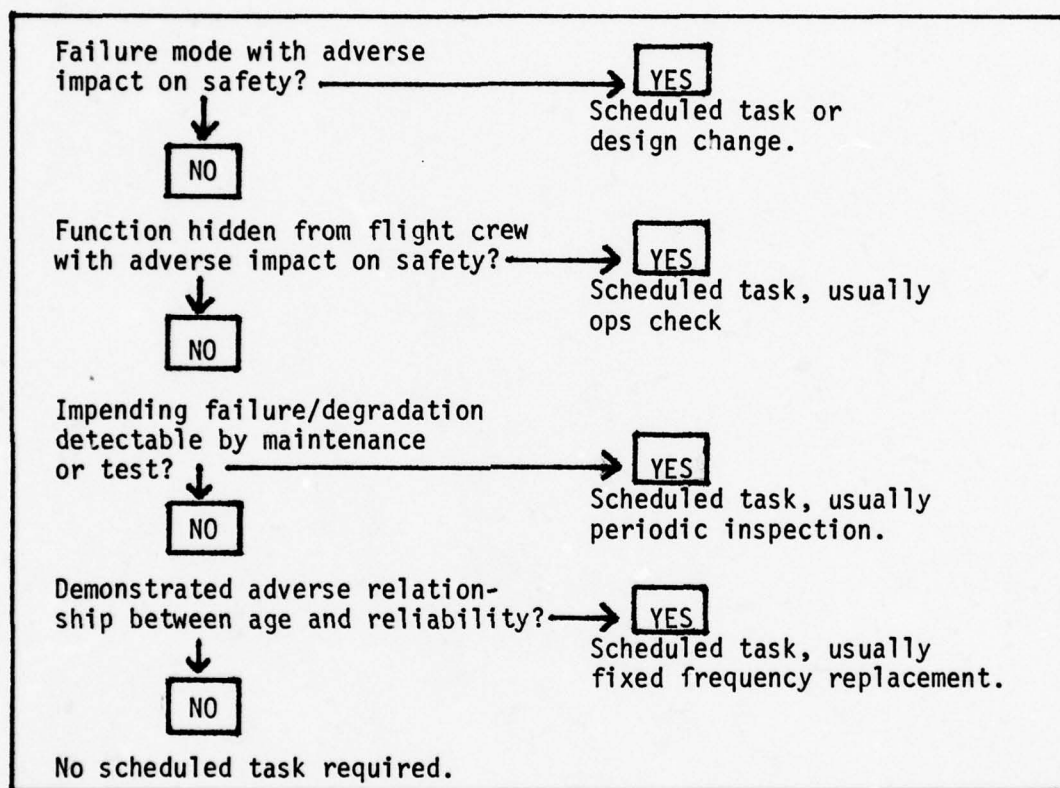 Failure mode with adverse
impact on safety?
YES
Scheduled task or
design change.
NO
Function hidden from flight crew
with adverse impact on safety?
YES
Scheduled task, usually
ops check
NO
Impending failure/degradation
detectable by maintenance
or test?
YES
Scheduled task, usually
periodic inspection.
NO
Demonstrated adverse relation-
ship between age and reliability?
YES
Scheduled task, usually
fixed frequency replacement.
NO
No scheduled task required.